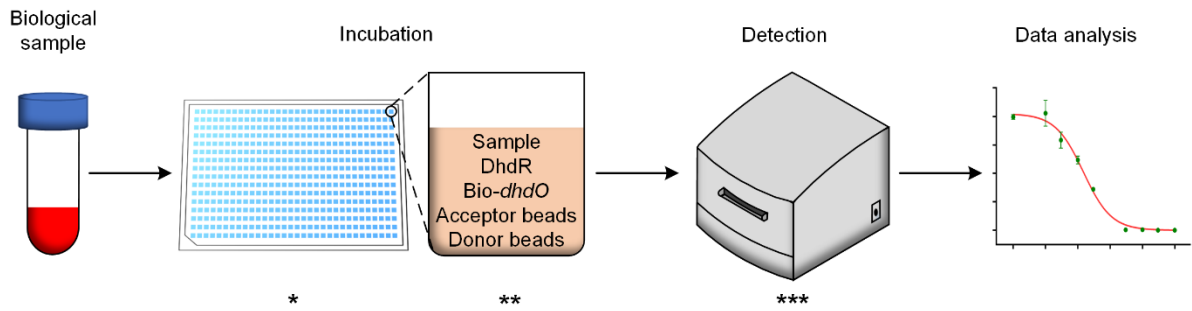 Biological
sample
Incubation
Detection
Data analysis
Sample
DhdR
Bio-dhdO
Acceptor beads
Donor beads
*
**
***